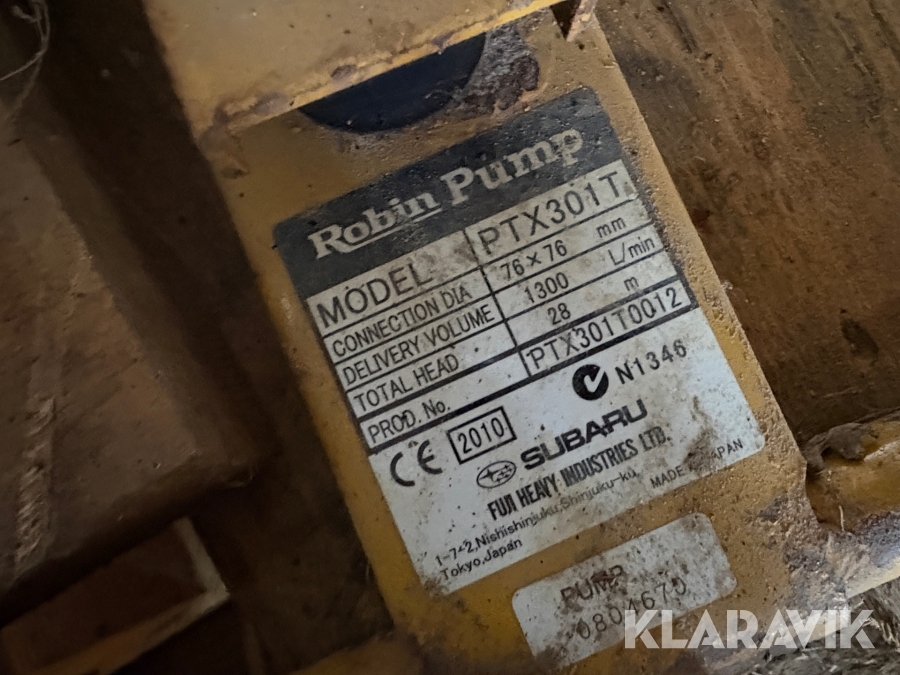 Robin Pump
MODEL PTX301T
CONNECTION DIA 76 × 76 mm
DELIVERY VOLUME 1300 L/min
TOTAL HEAD 28 m
PROD. No. PTX301T0012
N1346
CE 2010
SUBARU
FUJI HEAVY INDUSTRIES LTD.
1-7-2, Nishishinjuku, Shinjuku-ku,
Tokyo, Japan
MADE JAPAN
PUMP
KLARAVIK